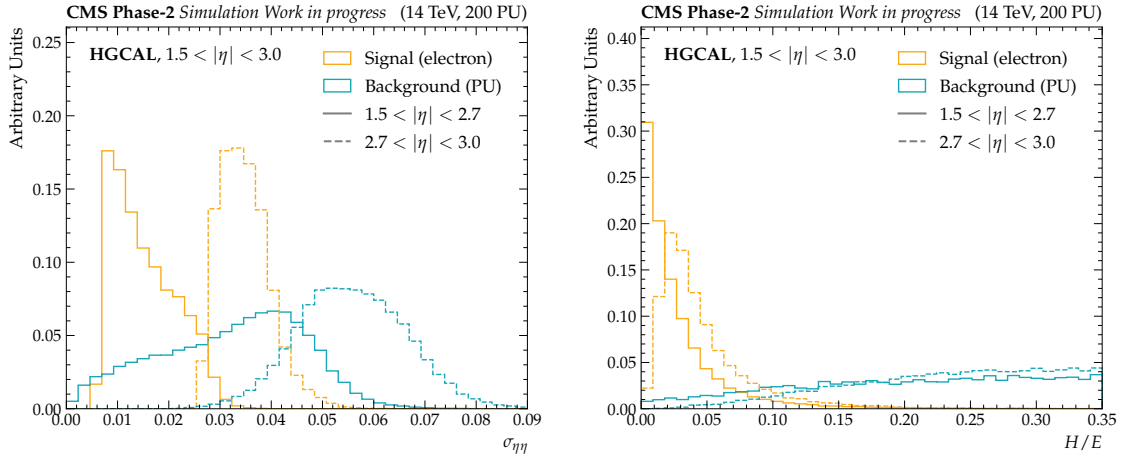 CMS Phase-2 Simulation Work in progress (14 TeV, 200 PU)
HGCAL, 1.5 < |η| < 3.0
Signal (electron)
Background (PU)
1.5 < |η| < 2.7
2.7 < |η| < 3.0
Arbitrary Units
0.25
0.20
0.15
0.10
0.05
0.00
0.00 0.01 0.02 0.03 0.04 0.05 0.06 0.07 0.08 0.09
σηη
CMS Phase-2 Simulation Work in progress (14 TeV, 200 PU)
HGCAL, 1.5 < |η| < 3.0
Signal (electron)
Background (PU)
1.5 < |η| < 2.7
2.7 < |η| < 3.0
Arbitrary Units
0.40
0.35
0.30
0.25
0.20
0.15
0.10
0.05
0.00
0.00 0.05 0.10 0.15 0.20 0.25 0.30 0.35
H/E